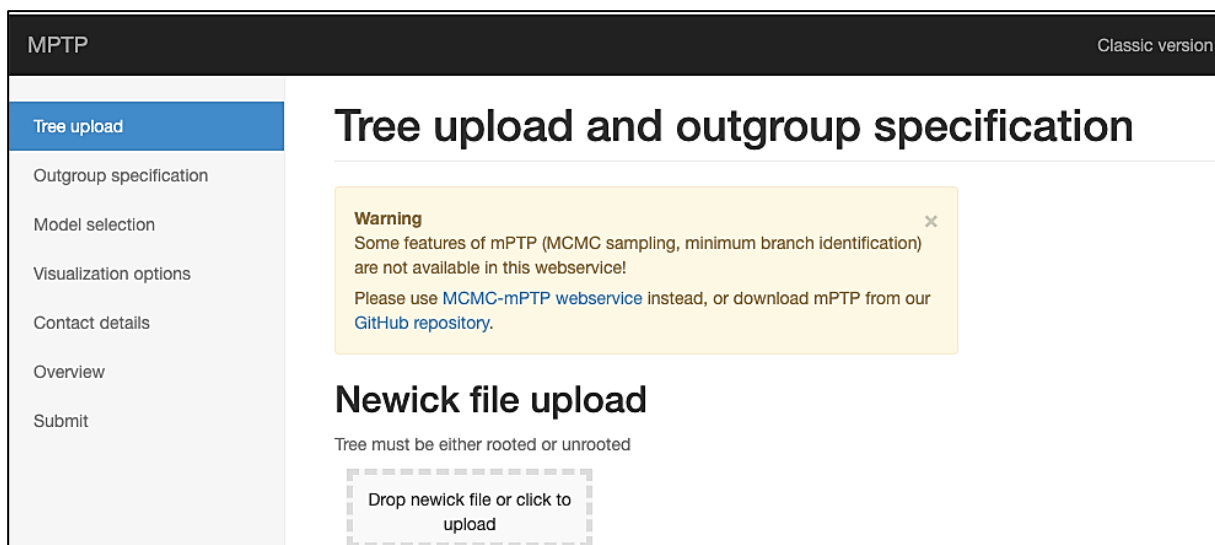 MPTP
Classic version
Tree upload
Outgroup specification
Model selection
Visualization options
Contact details
Overview
Submit
Tree upload and outgroup specification
Warning
×
Some features of mPTP (MCMC sampling, minimum branch identification)
are not available in this webservice!
Please use MCMC-mPTP webservice instead, or download mPTP from our
GitHub repository.
Newick file upload
Tree must be either rooted or unrooted
Drop newick file or click to
upload